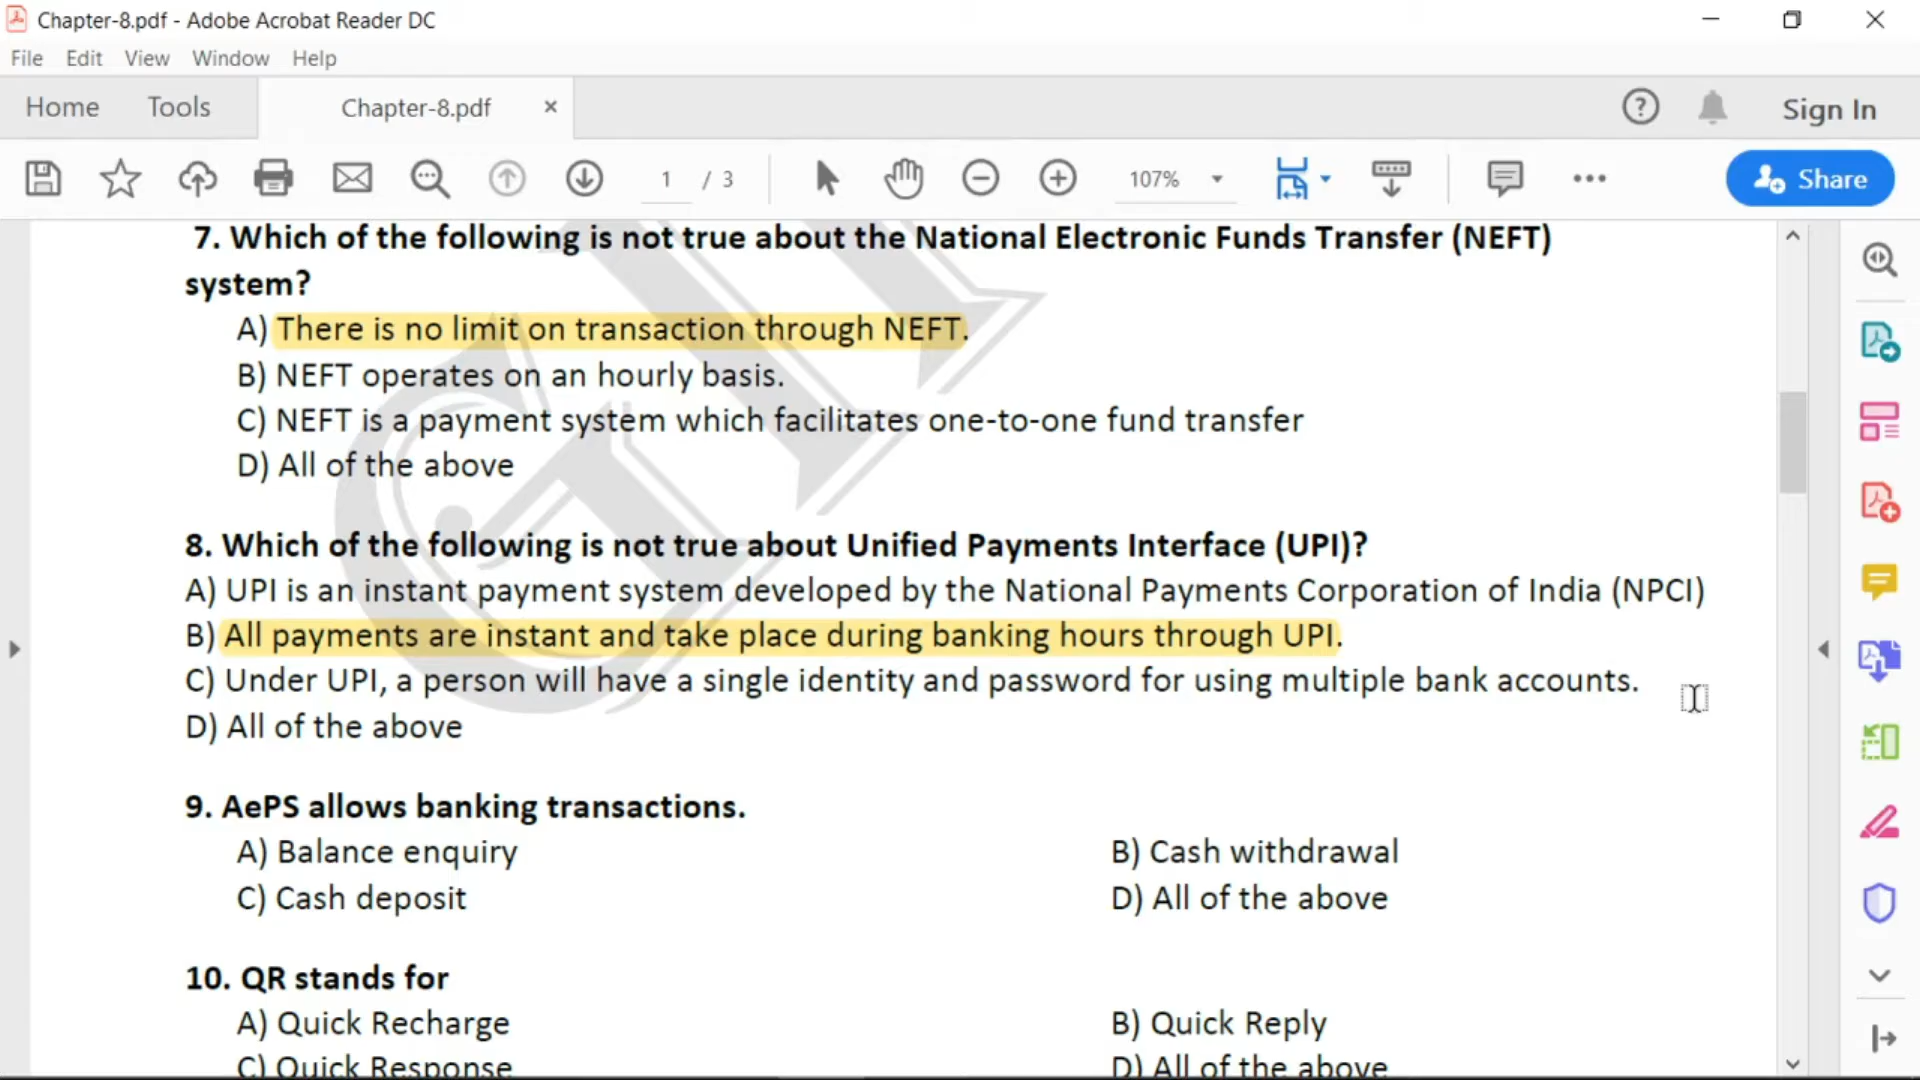 Chapter-8.pdf - Adobe Acrobat Reader DC
File Edit View Window Help
Home Tools Chapter-8.pdf × Sign In
1 / 3 107% Share
7. Which of the following is not true about the National Electronic Funds Transfer (NEFT)
system?
A) There is no limit on transaction through NEFT.
B) NEFT operates on an hourly basis.
C) NEFT is a payment system which facilitates one-to-one fund transfer
D) All of the above
8. Which of the following is not true about Unified Payments Interface (UPI)?
A) UPI is an instant payment system developed by the National Payments Corporation of India (NPCI)
B) All payments are instant and take place during banking hours through UPI.
C) Under UPI, a person will have a single identity and password for using multiple bank accounts.
D) All of the above
9. AePS allows banking transactions.
A) Balance enquiry B) Cash withdrawal
C) Cash deposit D) All of the above
10. QR stands for
A) Quick Recharge B) Quick Reply
C) Quick Response D) All of the above